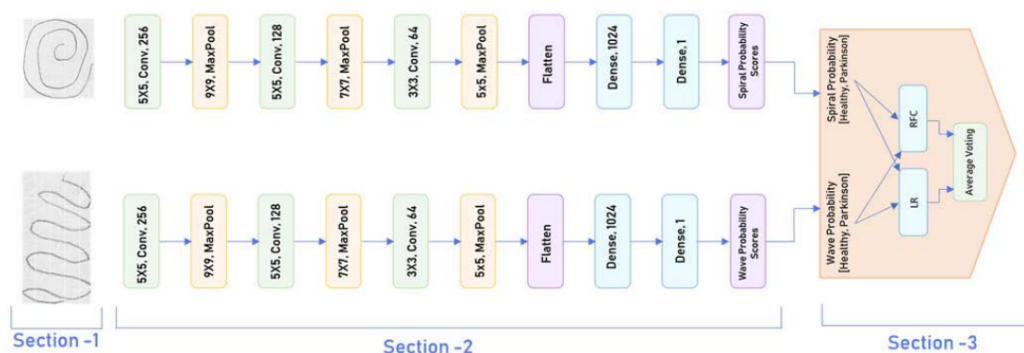 5X5, Conv, 256
9X9, MaxPool
5X5, Conv, 128
7X7, MaxPool
3X3, Conv, 64
5x5, MaxPool
Flatten
Dense, 1024
Dense, 1
Spiral Probability
Scores
5X5, Conv, 256
9X9, MaxPool
5X5, Conv, 128
7X7, MaxPool
3X3, Conv, 64
5x5, MaxPool
Flatten
Dense, 1024
Dense, 1
Wave Probability
Scores
Spiral Probability
[Healthy, Parkinson]
Wave Probability
[Healthy, Parkinson]
RFC
LR
Average Voting
Section -1
Section -2
Section -3